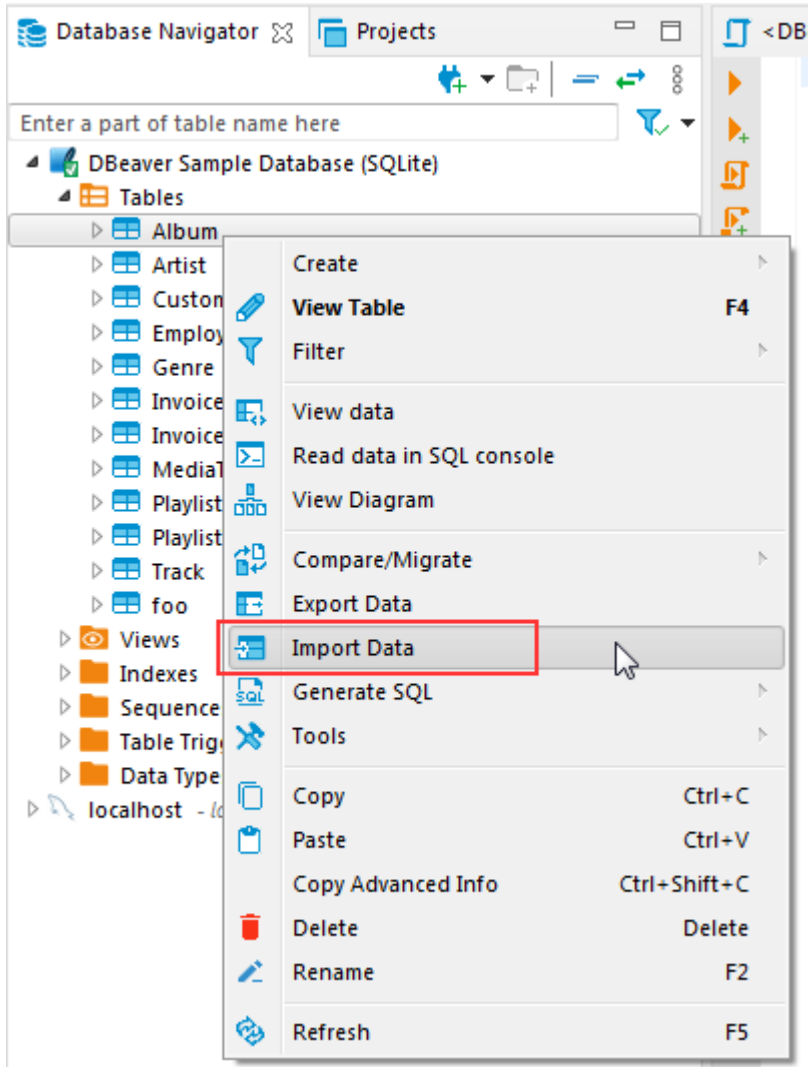 Database Navigator Projects <DB
Enter a part of table name here
DBeaver Sample Database (SQLite)
Tables
Album
Artist
Custom
Employ
Genre
Invoice
Invoice
MediaT
Playlist
Playlist
Track
foo
Views
Indexes
Sequence
Table Trig
Data Type
localhost
Create
View Table F4
Filter
View data
Read data in SQL console
View Diagram
Compare/Migrate
Export Data
Import Data
Generate SQL
Tools
Copy Ctrl+C
Paste Ctrl+V
Copy Advanced Info Ctrl+Shift+C
Delete Delete
Rename F2
Refresh F5